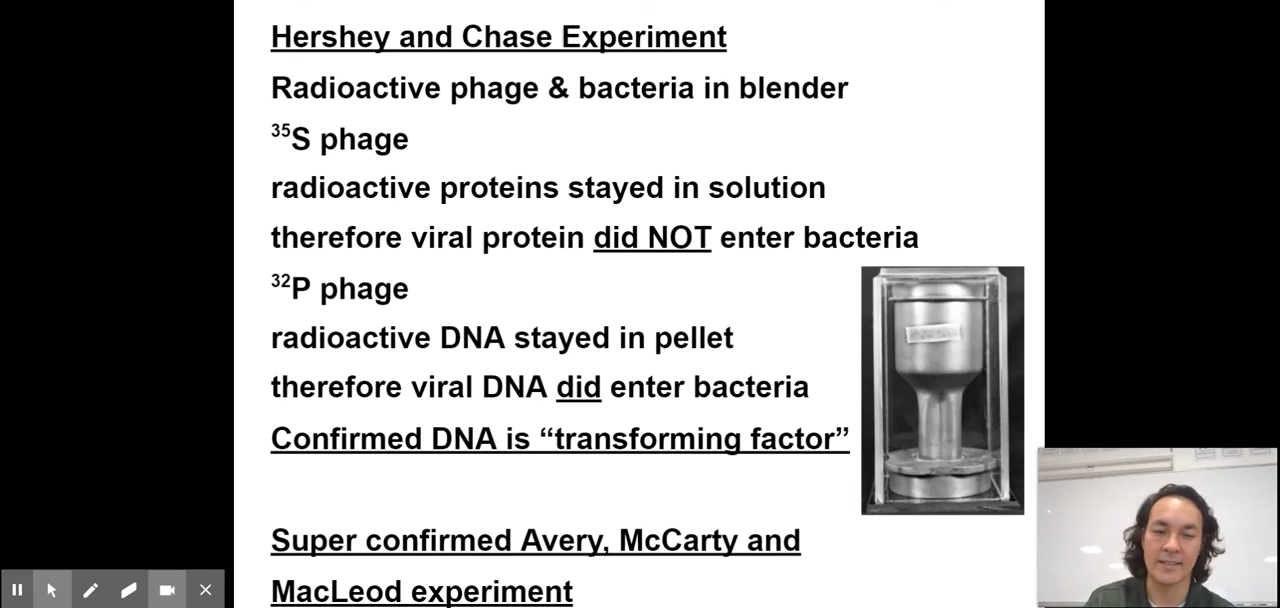 Hershey and Chase Experiment
Radioactive phage & bacteria in blender
³⁵S phage
radioactive proteins stayed in solution
therefore viral protein did NOT enter bacteria
³²P phage
radioactive DNA stayed in pellet
therefore viral DNA did enter bacteria
Confirmed DNA is “transforming factor”
Super confirmed Avery, McCarty and
MacLeod experiment